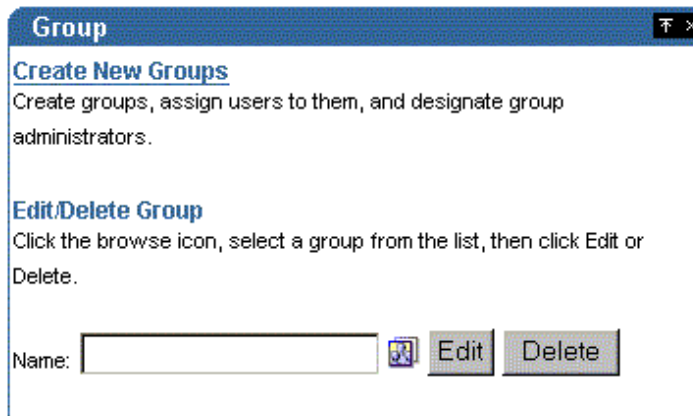 Group
Create New Groups
Create groups, assign users to them, and designate group
administrators.
Edit/Delete Group
Click the browse icon, select a group from the list, then click Edit or
Delete.
Name: Edit Delete